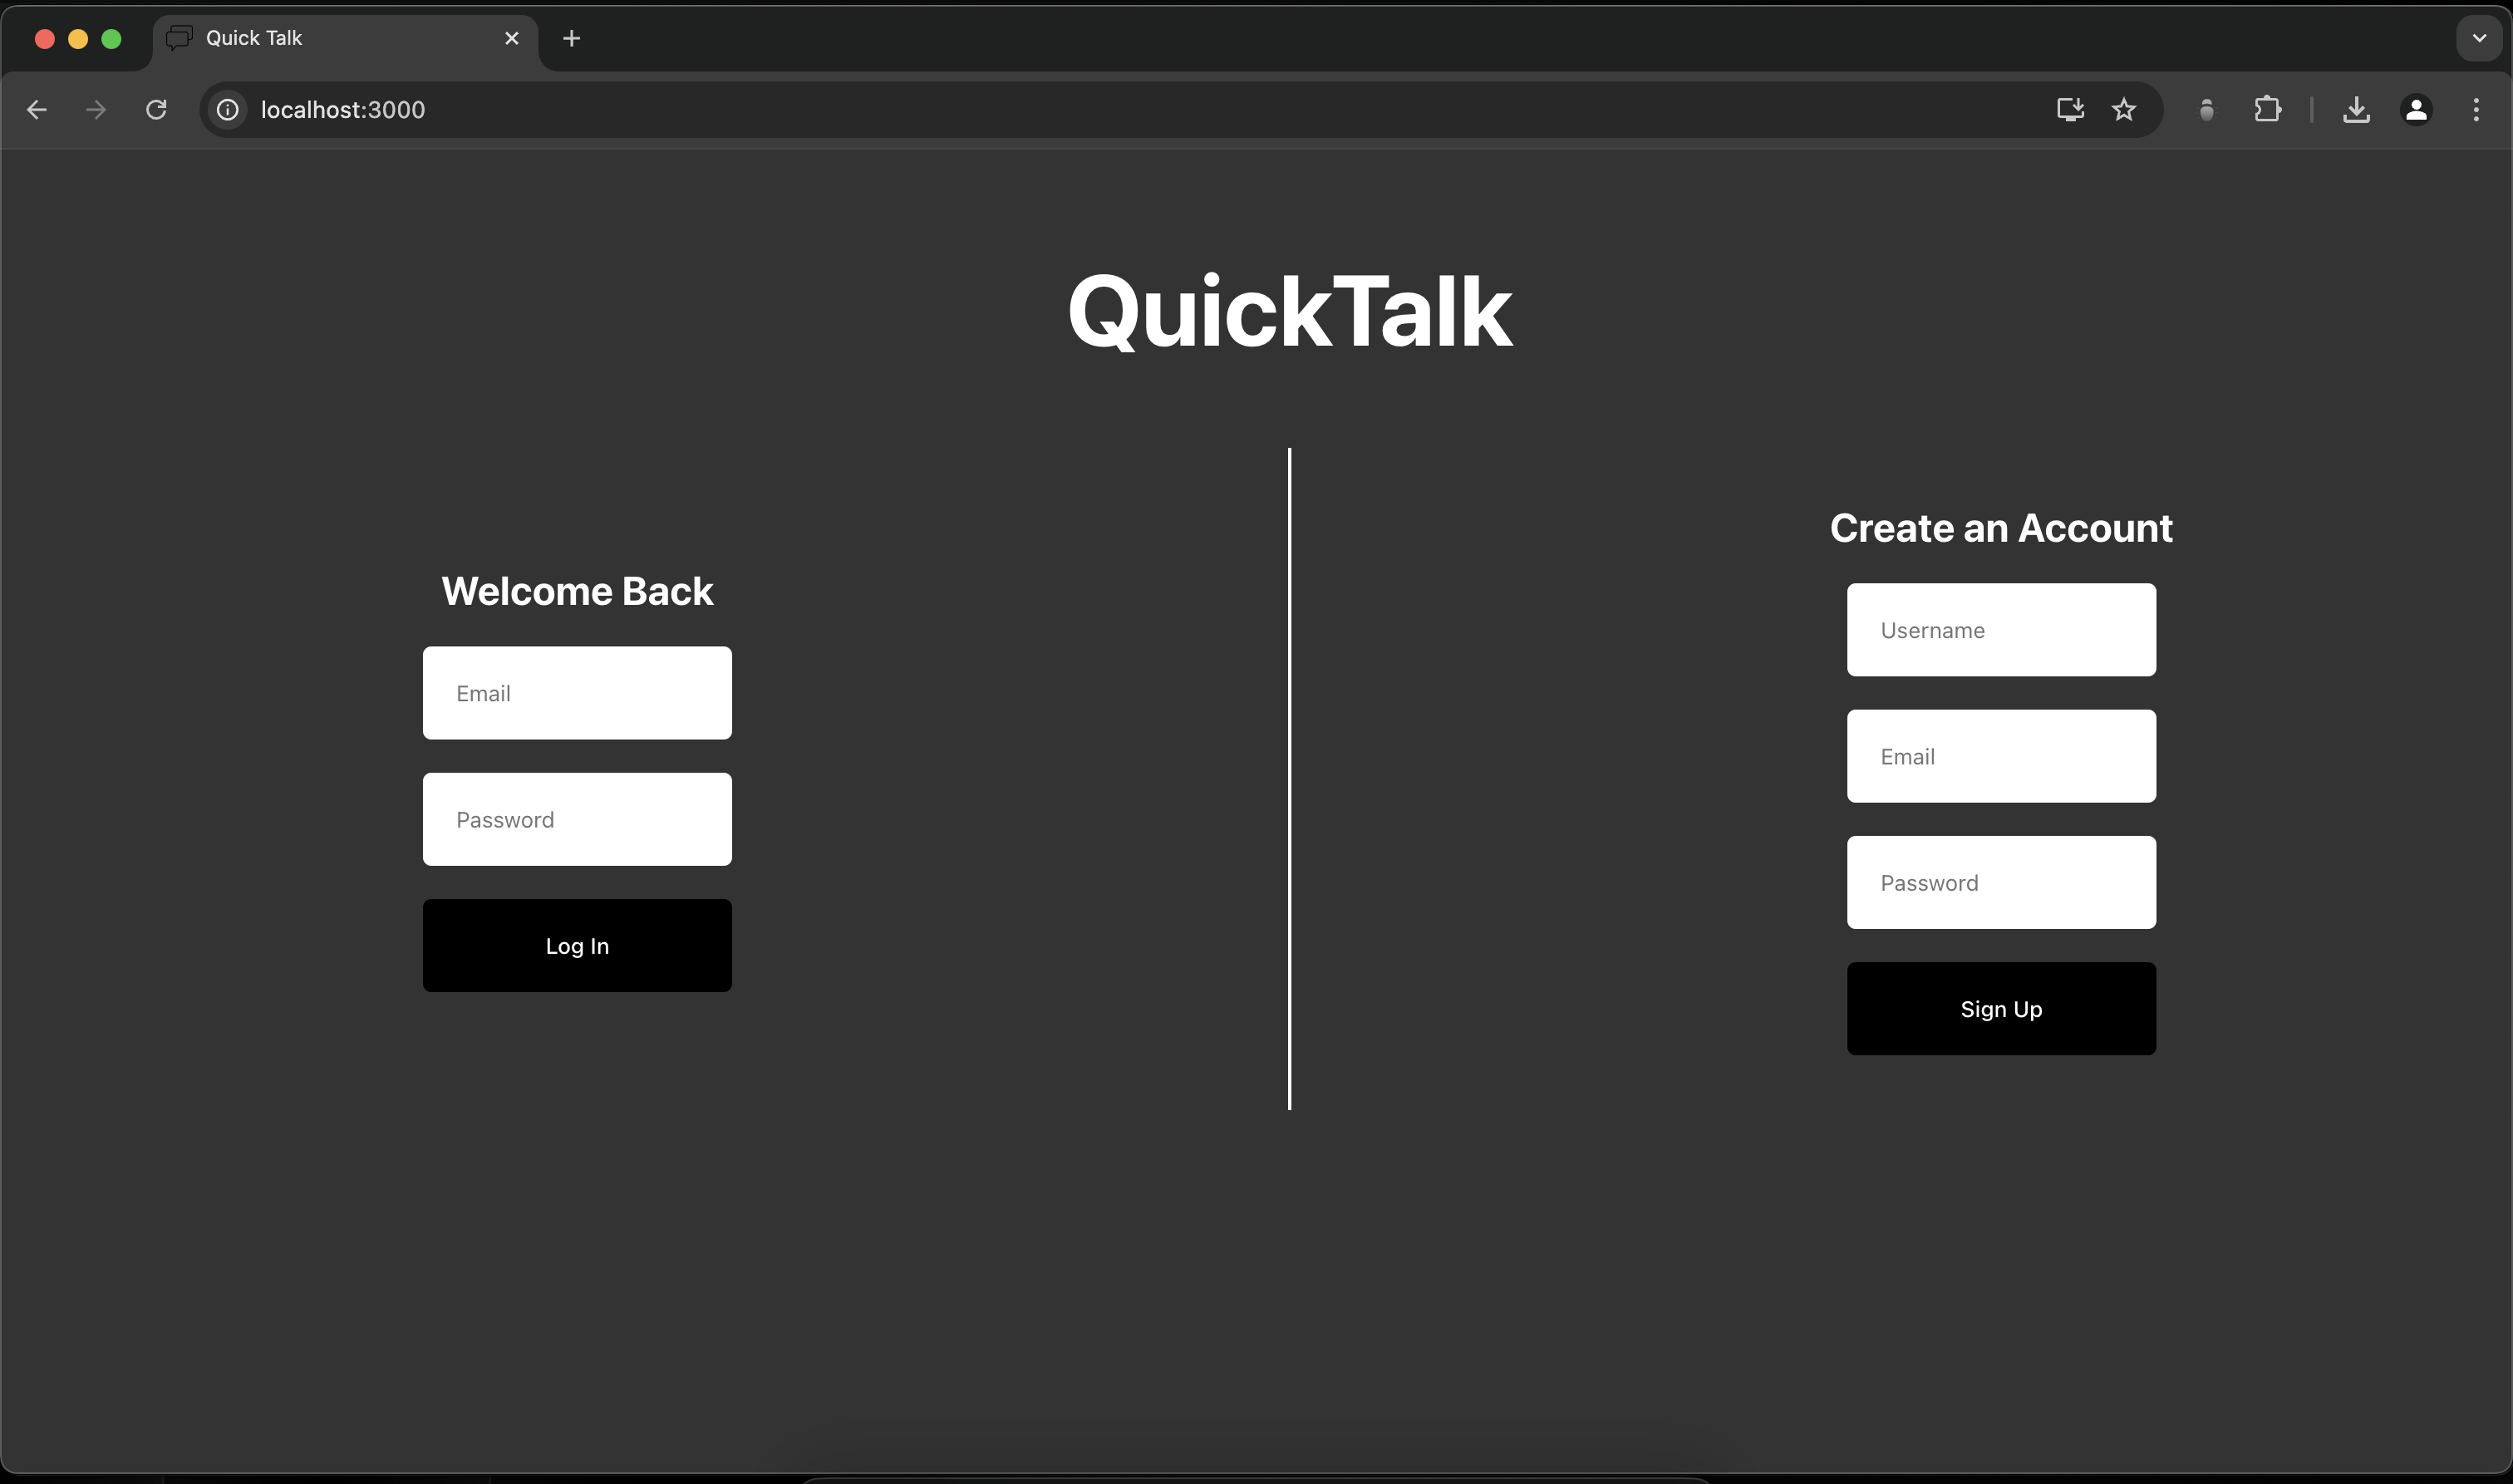 Quick Talk
localhost:3000
QuickTalk
Welcome Back
Email
Password
Log In
Create an Account
Username
Email
Password
Sign Up